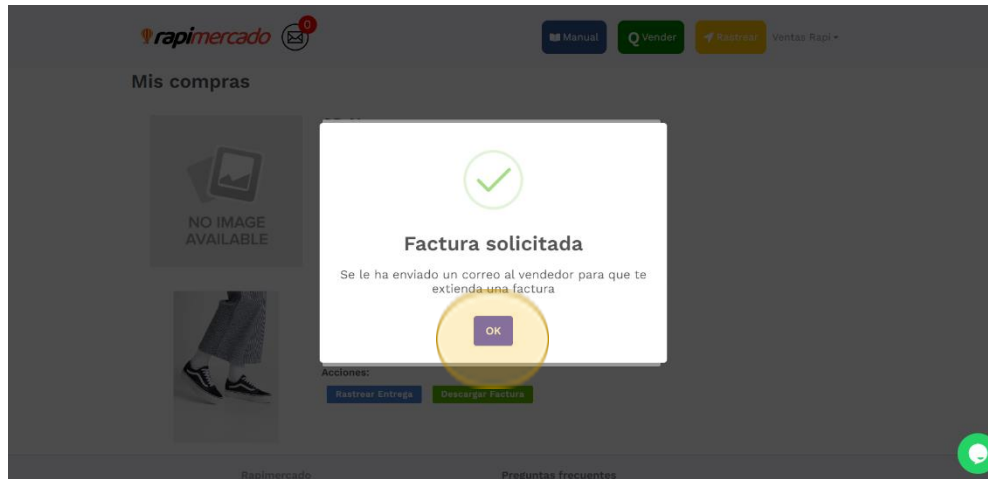 rapimercado
0
Manual
Vender
Rastrear
Ventas Rapi
Mis compras
NO IMAGE
AVAILABLE
Factura solicitada
Se le ha enviado un correo al vendedor para que te
extienda una factura
OK
Acciones:
Rastrear Entrega
Descargar Factura
Rapimercado
Preguntas frecuentes